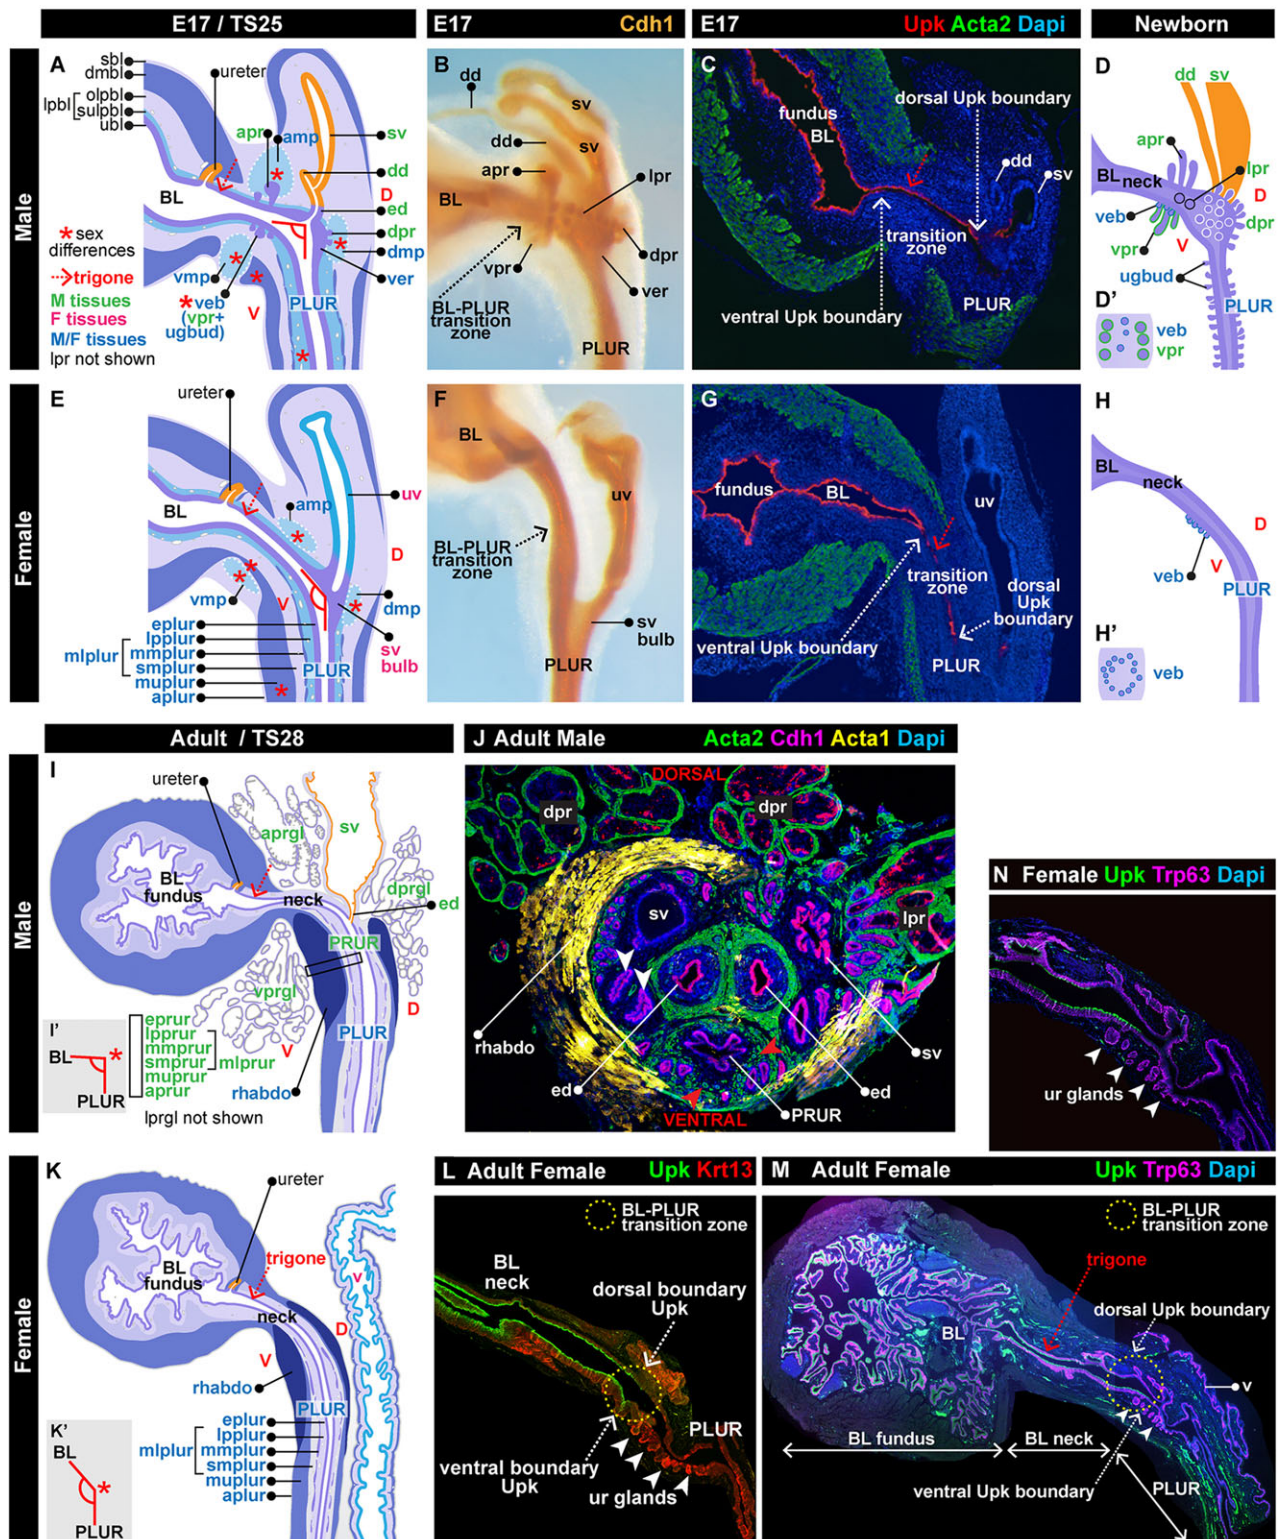 E17 / TS25
E17 Cdh1
E17 Upk Acta2 Dapi
Newborn
Male
A
sbl
dmbl
lpbl
olpbl
sulpbl
ubl
ureter
apr
amp
sv
dd
D
ed
dpr
dmp
ver
BL
* sex
differences
trigone
M tissues
F tissues
M/F tissues
lpr not shown
vmp
*veb
(vpr+
ugbud)
V
PLUR
B
dd
sv
dd
sv
apr
lpr
BL
vpr
dpr
ver
BL-PLUR
transition
zone
PLUR
C
dorsal Upk boundary
fundus
BL
dd
sv
transition
zone
PLUR
ventral Upk boundary
D
dd sv
apr
lpr
BL neck
D
veb
dpr
vpr
V
ugbud
PLUR
D'
veb
vpr
Female
E
ureter
amp
uv
BL
D
vmp
V
dmp
eplur
lpplur
mlplur
mmplur
smplur
muplur
aplur
PLUR
sv
bulb
F
BL
uv
BL-PLUR
transition
zone
sv
bulb
PLUR
G
fundus
BL
uv
transition
zone
dorsal
Upk
boundary
ventral Upk boundary
PLUR
H
BL
neck
D
veb
V
PLUR
H'
veb
Adult / TS28
J Adult Male Acta2 Cdh1 Acta1 Dapi
Male
I
ureter
aprgl
sv
BL
fundus
neck
dprgl
ed
PRUR
vprgl
PLUR
D
V
I'
BL
*
PLUR
eprur
lpprur
mmprur
smprur
mlprur
muprur
aprur
rhabdo
lprgl not shown
DORSAL
dpr
dpr
sv
lpr
rhabdo
sv
ed
ed
PRUR
VENTRAL
N Female Upk Trp63 Dapi
ur glands
Female
K
ureter
trigone
BL
fundus
neck
v
D
V
rhabdo
PLUR
K'
BL
*
PLUR
eplur
lpplur
mlplur
mmplur
smplur
muplur
aplur
L Adult Female Upk Krt13
BL-PLUR
transition zone
BL
neck
dorsal boundary
Upk
PLUR
ventral boundary
Upk
ur glands
M Adult Female Upk Trp63 Dapi
BL-PLUR
transition zone
trigone
dorsal Upk boundary
BL
v
BL fundus
BL neck
ventral Upk boundary
PLUR